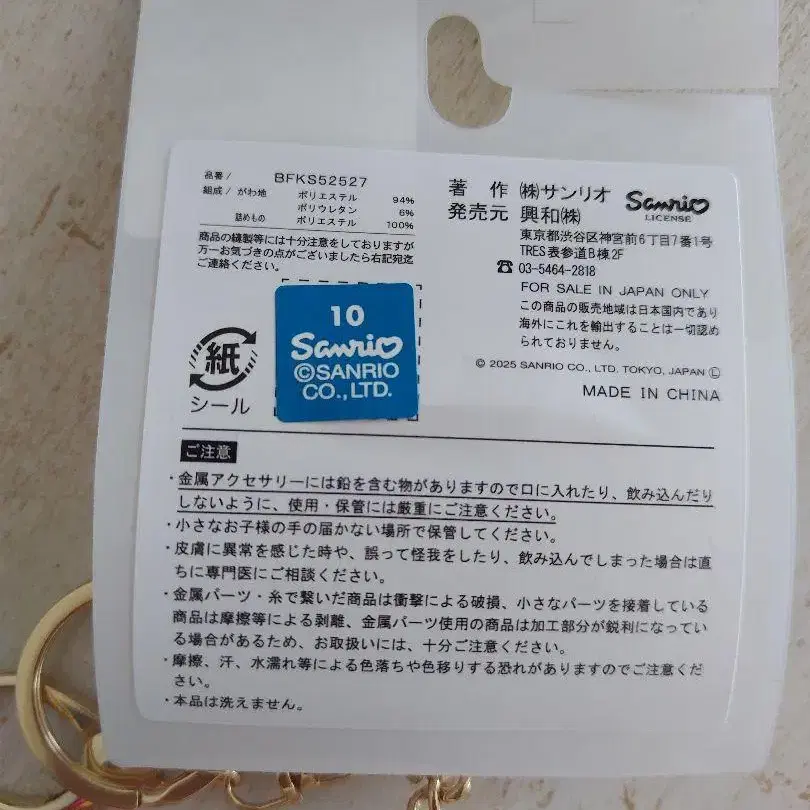 品番/ BFKS52527
組成/ がわ地 ポリエステル 94%
ポリウレタン 6%
詰めもの ポリエステル 100%
商品の縫製等には十分注意をしておりますが
万一お気づきの点がございましたら右記宛迄
ご連絡ください。
著作 ㈱サンリオ
発売元 興和㈱
Sanrio
LICENSE
東京都渋谷区神宮前6丁目7番1号
TRES表参道B棟2F
☎ 03-5464-2818
FOR SALE IN JAPAN ONLY
この商品の販売地域は日本国内であり
海外にこれを輸出することは一切認め
られておりません。
© 2025 SANRIO CO., LTD. TOKYO, JAPAN Ⓛ
MADE IN CHINA
紙
シール
10
Sanrio
©SANRIO
CO.,LTD.
ご注意
・金属アクセサリーには鉛を含む物がありますので口に入れたり、飲み込んだり
しないように、使用・保管には厳重にご注意ください。
・小さなお子様の手の届かない場所で保管してください。
・皮膚に異常を感じた時や、誤って怪我をしたり、飲み込んでしまった場合は直
ちに専門医にご相談ください。
・金属パーツ・糸で繋いだ商品は衝撃による破損、小さなパーツを接着している
商品は摩擦等による剥離、金属パーツ使用の商品は加工部分が鋭利になってい
る場合があるため、お取扱いには、十分ご注意ください。
・摩擦、汗、水濡れ等による色落ちや色移りする恐れがありますのでご注意くだ
さい。
・本品は洗えません。